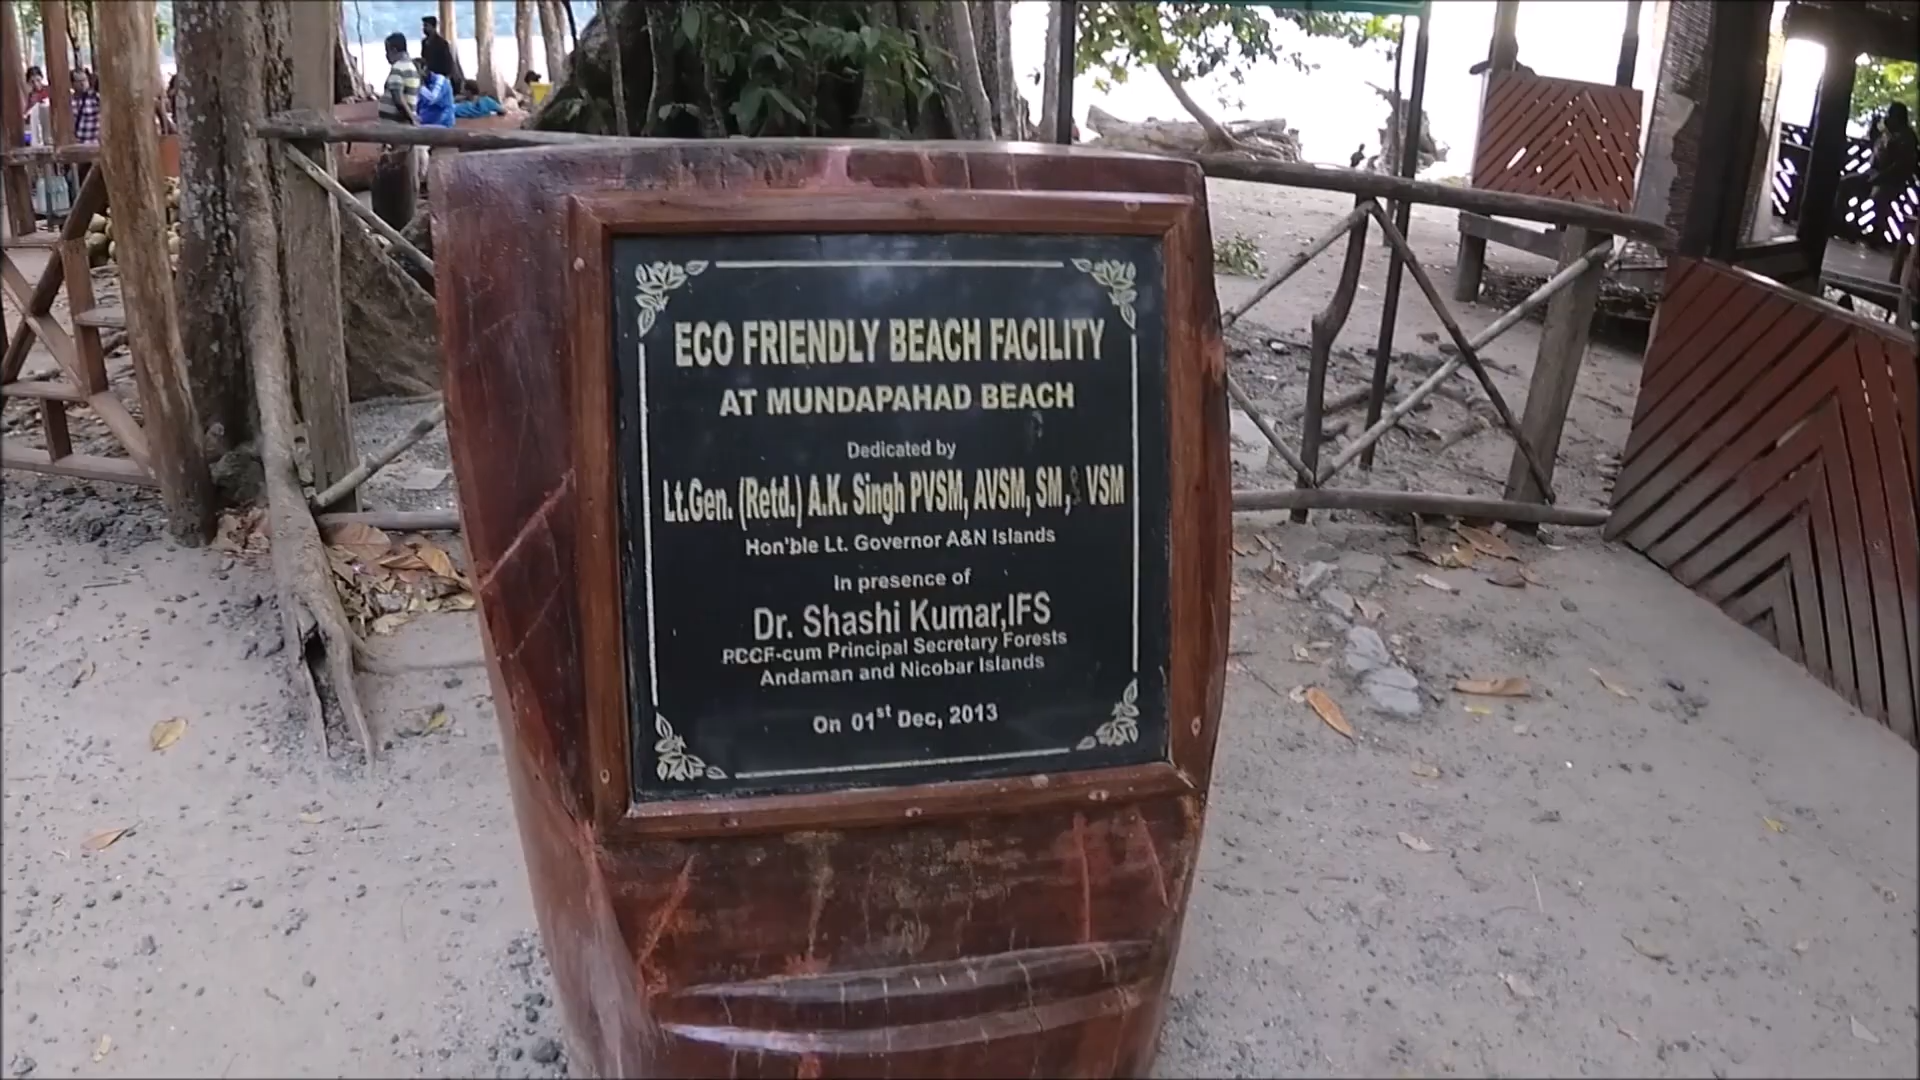 ECO FRIENDLY BEACH FACILITY
AT MUNDAPAHAD BEACH
Dedicated by
Lt.Gen. (Retd.) A.K. Singh PVSM, AVSM, SM, & VSM
Hon'ble Lt. Governor A&N Islands
In presence of
Dr. Shashi Kumar,IFS
PCCF-cum Principal Secretary Forests
Andaman and Nicobar Islands
On 01st Dec, 2013